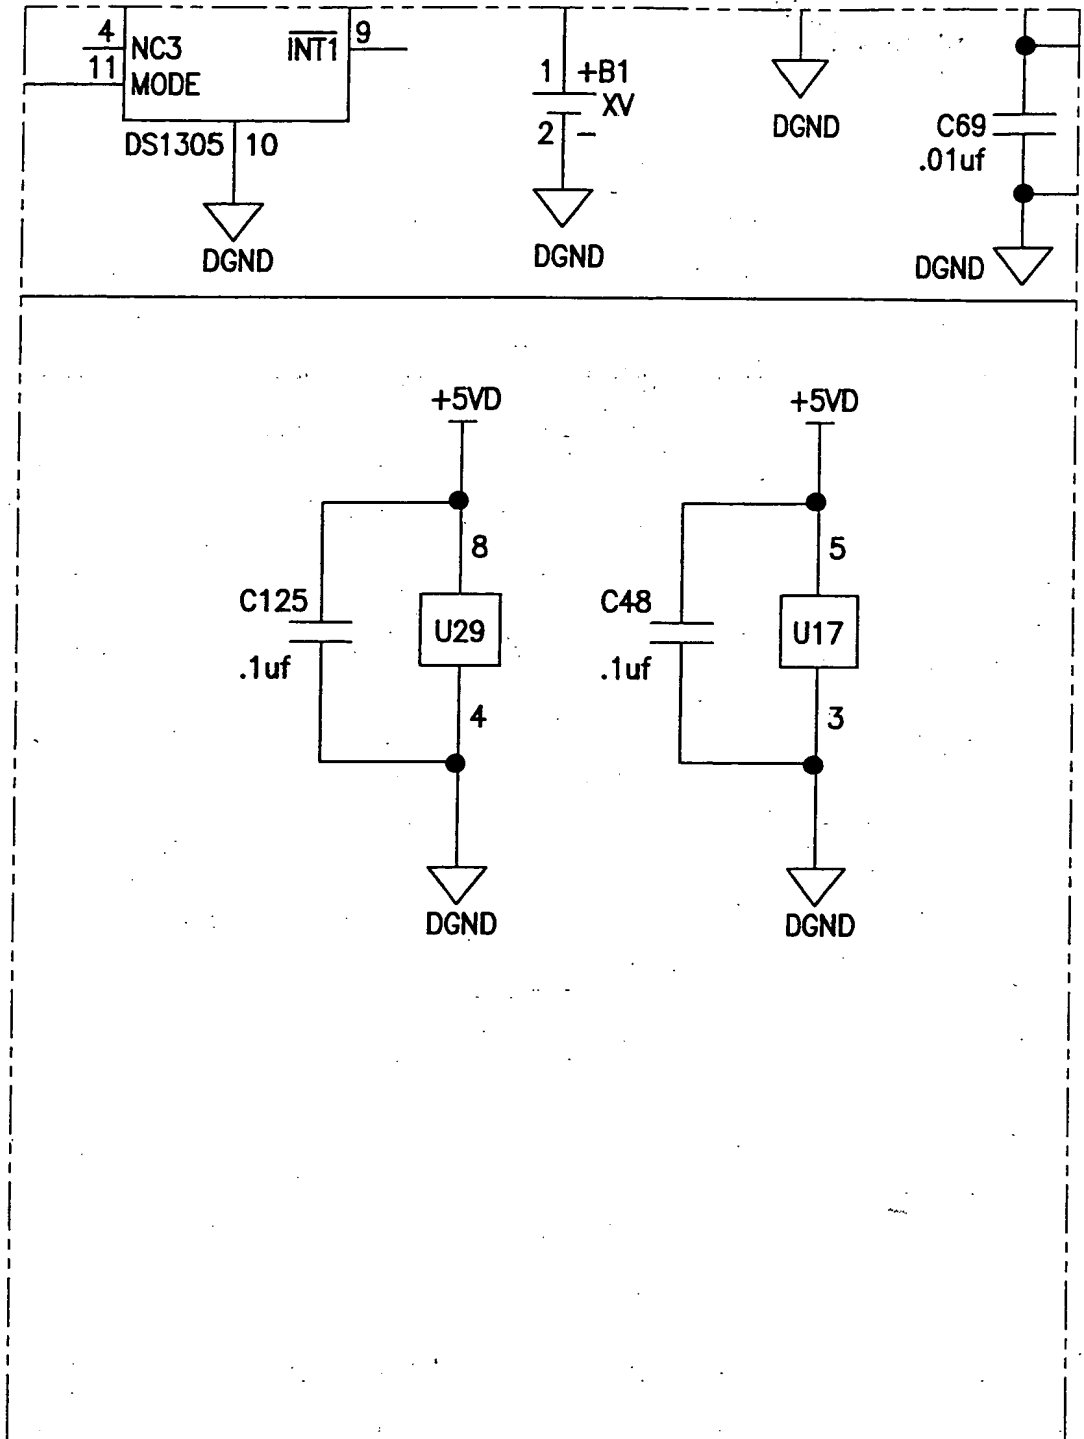 4
NC3
INT1
9
11
MODE
DS1305
10
DGND
1
+B1
XV
2
–
DGND
DGND
C69
.01uf
DGND
+5VD
8
C125
U29
.1uf
4
DGND
+5VD
5
C48
U17
.1uf
3
DGND